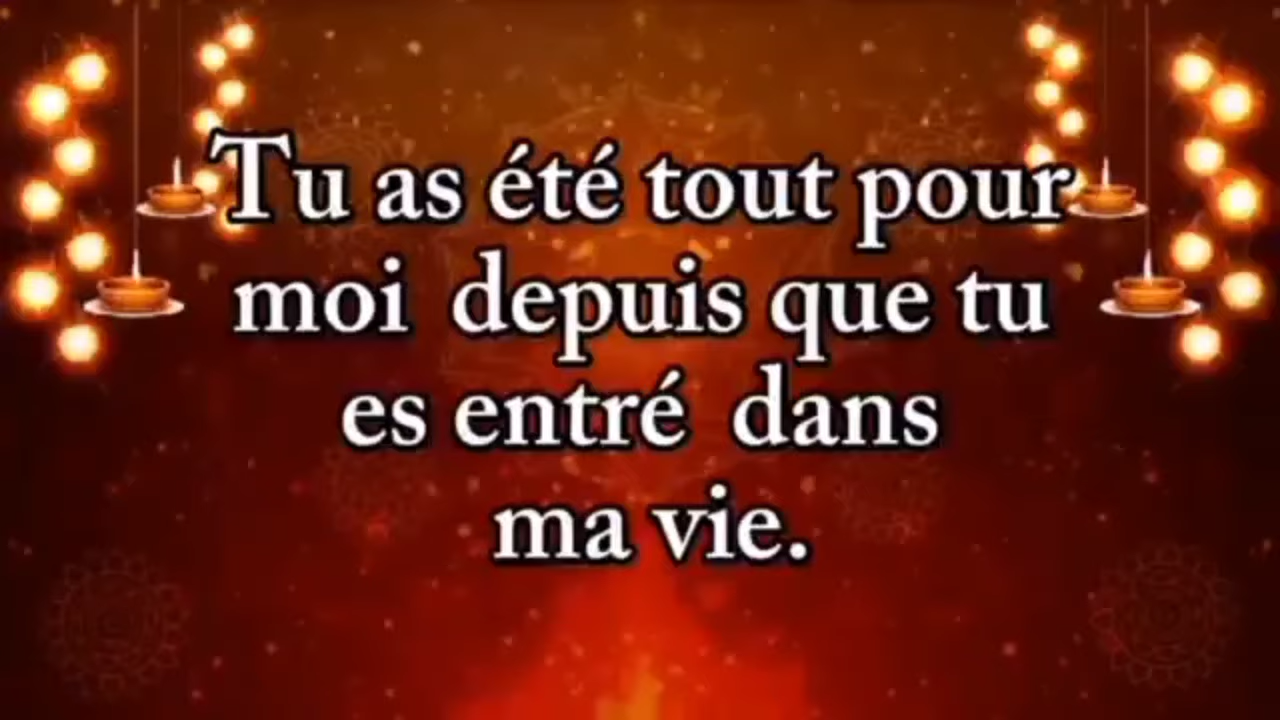 Tu as été tout pour
moi depuis que tu
es entré dans
ma vie.